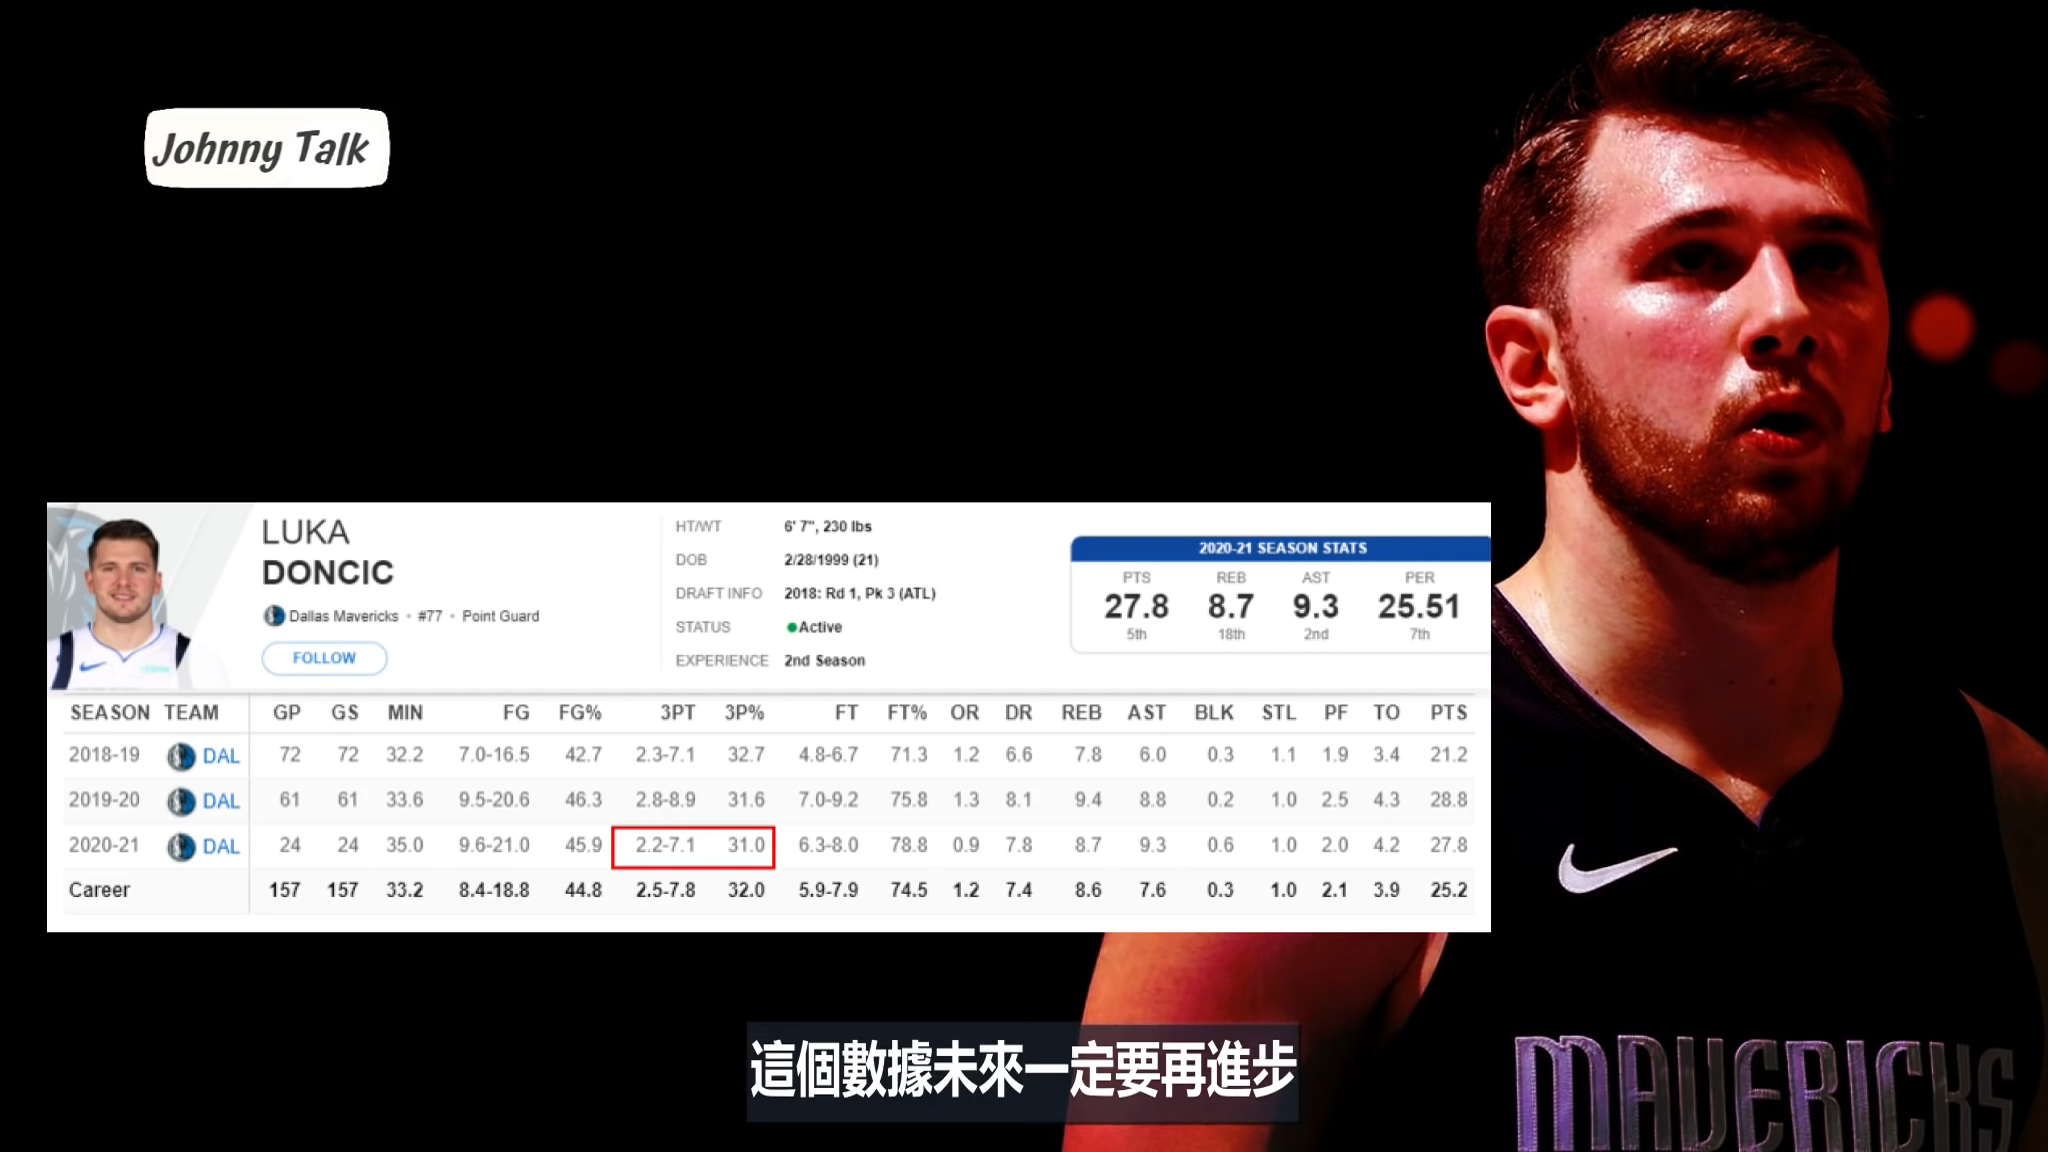 Johnny Talk
LUKA
DONCIC
Dallas Mavericks • #77 • Point Guard
FOLLOW
HT/WT 6' 7", 230 lbs
DOB 2/28/1999 (21)
DRAFT INFO 2018: Rd 1, Pk 3 (ATL)
STATUS Active
EXPERIENCE 2nd Season
2020-21 SEASON STATS
PTS REB AST PER
27.8 8.7 9.3 25.51
5th 18th 2nd 7th
SEASON TEAM GP GS MIN FG FG% 3PT 3P% FT FT% OR DR REB AST BLK STL PF TO PTS
2018-19 DAL 72 72 32.2 7.0-16.5 42.7 2.3-7.1 32.7 4.8-6.7 71.3 1.2 6.6 7.8 6.0 0.3 1.1 1.9 3.4 21.2
2019-20 DAL 61 61 33.6 9.5-20.6 46.3 2.8-8.9 31.6 7.0-9.2 75.8 1.3 8.1 9.4 8.8 0.2 1.0 2.5 4.3 28.8
2020-21 DAL 24 24 35.0 9.6-21.0 45.9 2.2-7.1 31.0 6.3-8.0 78.8 0.9 7.8 8.7 9.3 0.6 1.0 2.0 4.2 27.8
Career 157 157 33.2 8.4-18.8 44.8 2.5-7.8 32.0 5.9-7.9 74.5 1.2 7.4 8.6 7.6 0.3 1.0 2.1 3.9 25.2
這個數據未來一定要再進步
MAVERICKS